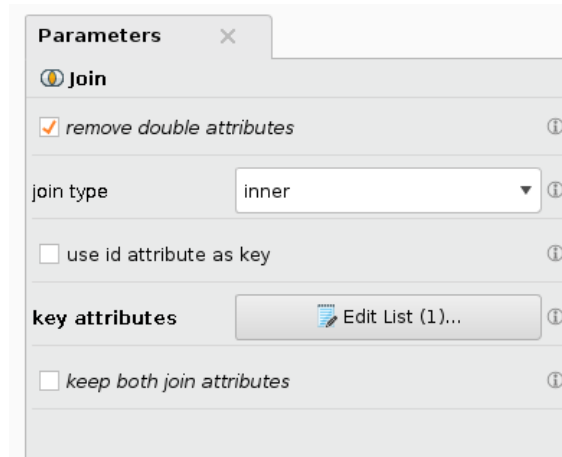 Parameters
Join
remove double attributes
join type inner
use id attribute as key
key attributes Edit List (1)...
keep both join attributes